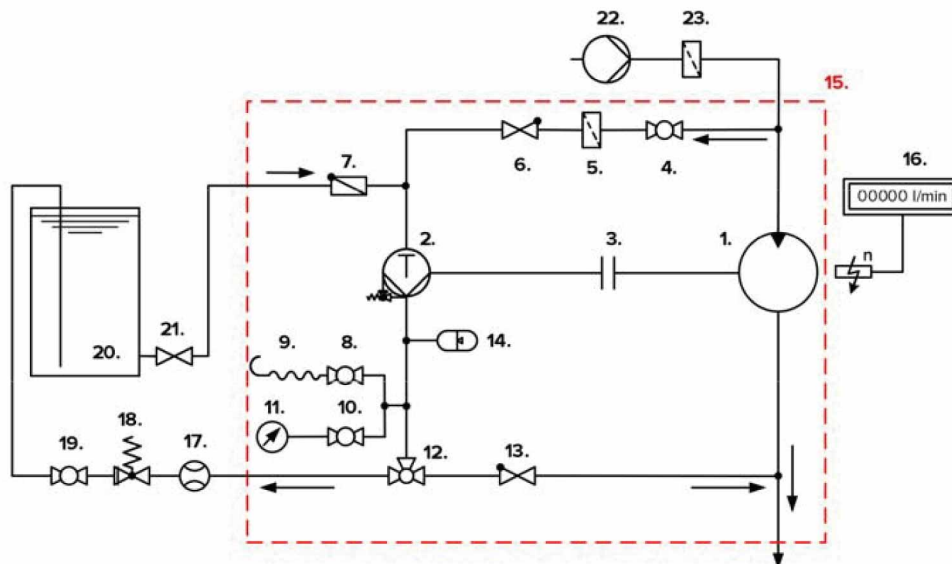 22. 23.
15.
7. 16.
6. 5. 4.
00000 l/min
2. 3. 1. n
21. 9. 8. 14.
20.
18. 11. 10.
19. 17. 12. 13.